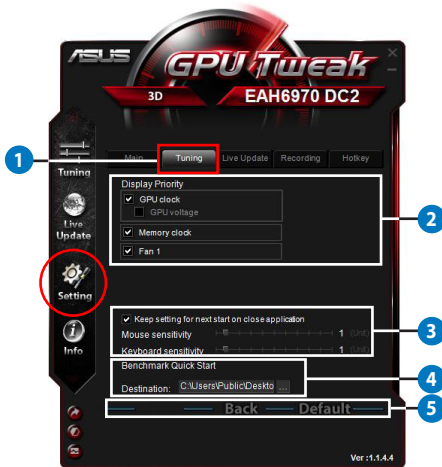 ASUS
GPU Tweak
3D
EAH6970 DC2
1
Main
Tuning
Live Update
Recording
Hotkey
Tuning
Live
Update
Setting
Info
Display Priority
GPU clock
GPU voltage
Memory clock
Fan 1
2
Keep setting for next start on close application
Mouse sensitivity
1 (Unit)
Keyboard sensitivity
1 (Unit)
3
Benchmark Quick Start
Destination: C:\Users\Public\Deskto ...
4
Back
Default
5
Ver :1.1.4.4